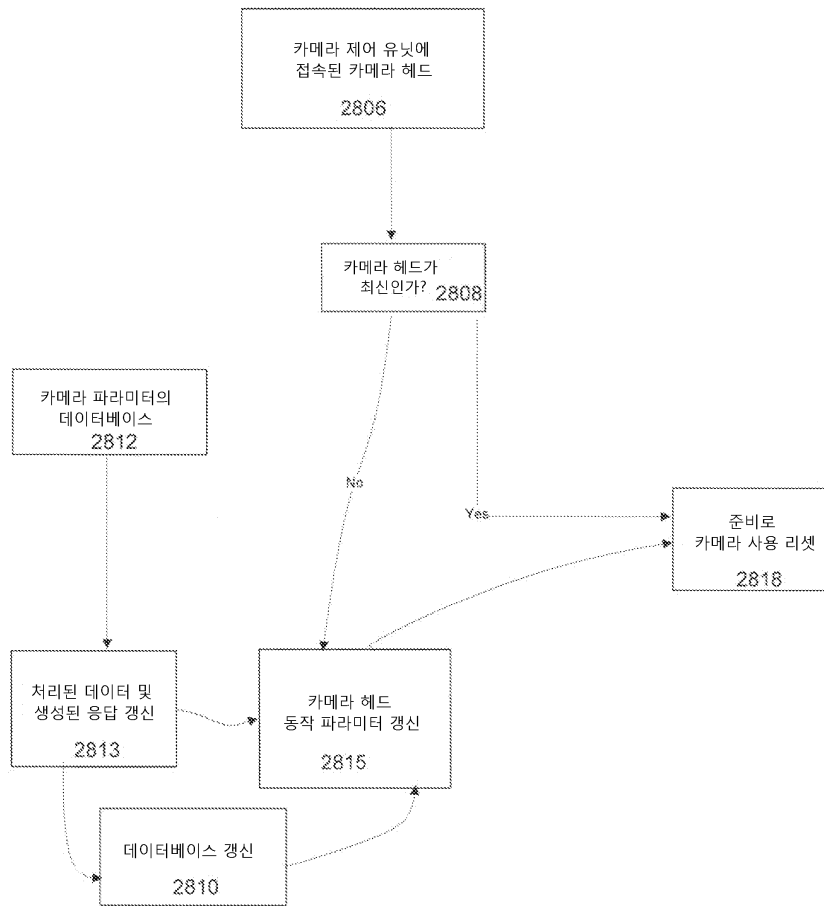 카메라 제어 유닛에
접속된 카메라 헤드
2806
카메라 헤드가
최신인가? 2808
카메라 파라미터의
데이터베이스
2812
No
Yes
준비로
카메라 사용 리셋
2818
처리된 데이터 및
생성된 응답 갱신
2813
카메라 헤드
동작 파라미터 갱신
2815
데이터베이스 갱신
2810